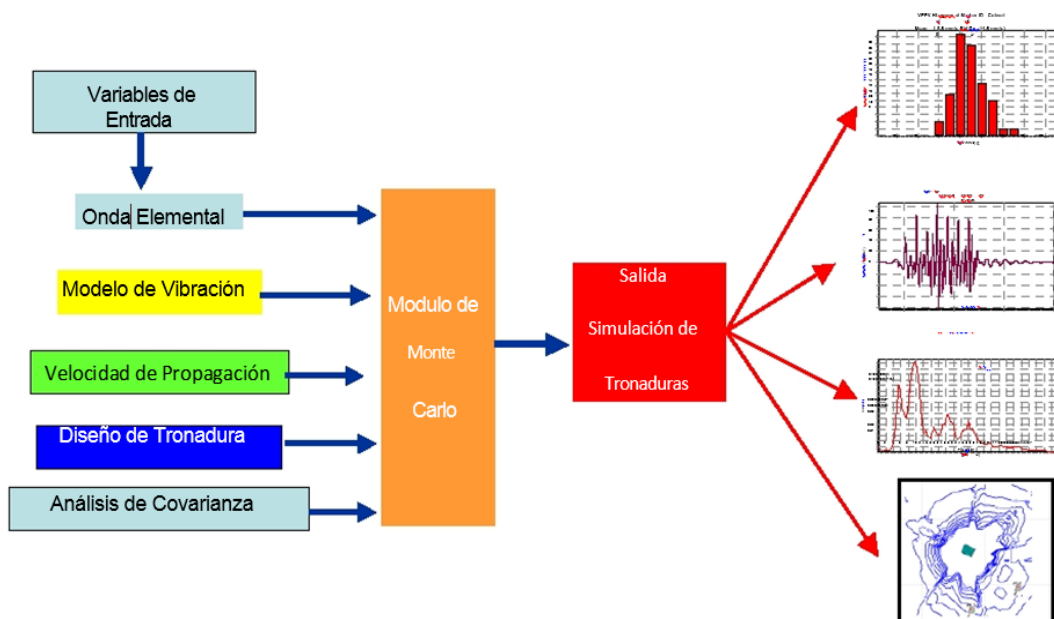 Variables de
Entrada
Onda Elemental
Modelo de Vibración
Velocidad de Propagación
Diseño de Tronadura
Análisis de Covarianza
Modulo de
Monte
Carlo
Salida
Simulación de
Tronaduras